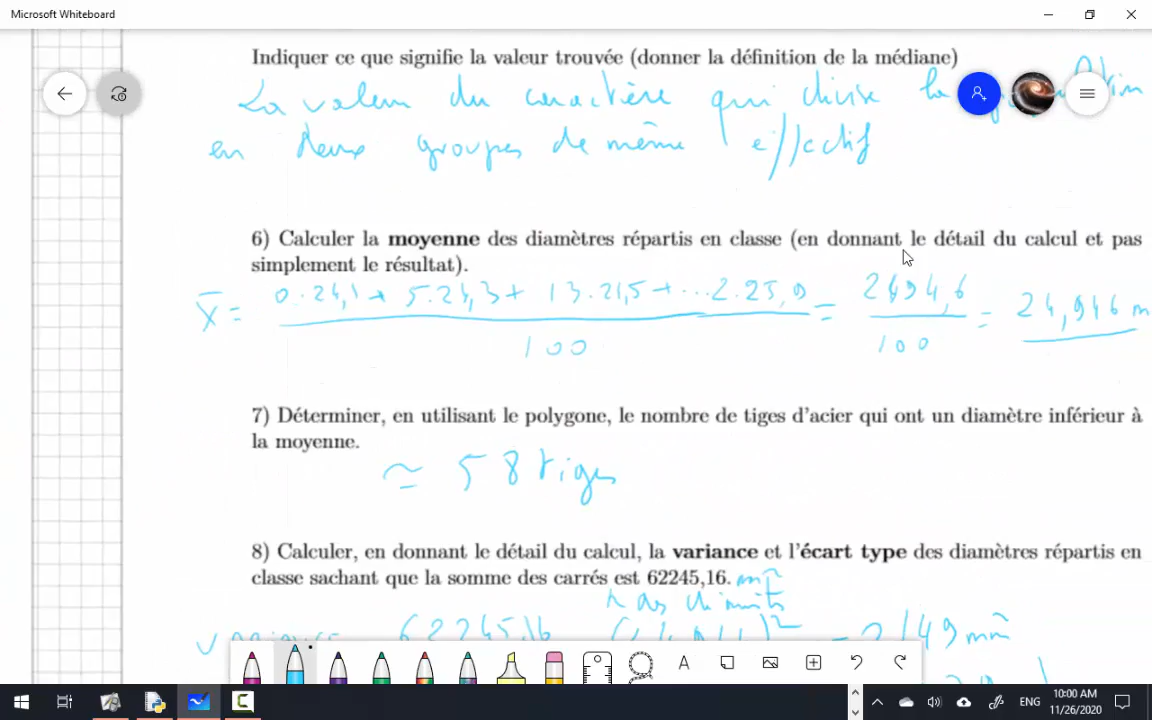 Microsoft Whiteboard
Indiquer ce que signifie la valeur trouvée (donner la définition de la médiane)
La valeur du caractère qui divise la
en deux groupes de même effectif
6) Calculer la moyenne des diamètres répartis en classe (en donnant le détail du calcul et pas
simplement le résultat).
X̄ = (0.24,1 + 5.24,3 + 13.24,5 + ... 2.25,9) / 100 = 2494,6 / 100 = 24,946 m
7) Déterminer, en utilisant le polygone, le nombre de tiges d'acier qui ont un diamètre inférieur à
la moyenne.
≃ 58 tiges
8) Calculer, en donnant le détail du calcul, la variance et l'écart type des diamètres répartis en
classe sachant que la somme des carrés est 62245,16. mm²
62245,16
A
ENG
10:00 AM
11/26/2020